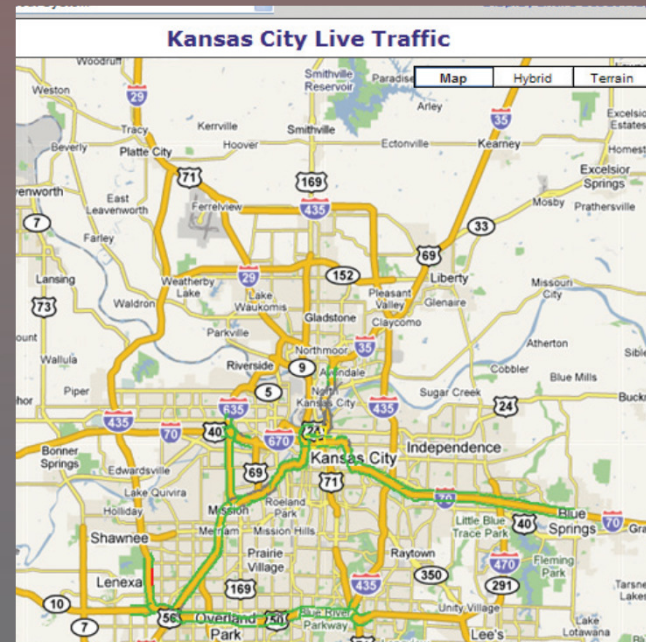 Kansas City Live Traffic
Map Hybrid Terrain
Woodruff
Smithville Reservoir
Paradise
Arley
Weston
29
35
Excelsior Estates
Tracy
Kerrville
Smithville
Beverly
Platte City
Hoover
Ectonville
Kearney
71
169
Excelsior Springs
East Leavenworth
Ferrelview
435
Mosby
Prathersville
7
33
Farley
69
Lansing
Weatherby Lake
29
152
Liberty
Missouri City
73
Waldron
Lake Waukomis
Pleasant Valley
Glenaire
Gladstone
Claycomo
Parkville
Atherton
Northmoor
35
Wallula
Riverside
9
Avondale
Cobbler
Piper
5
North Kansas City
Sugar Creek
Blue Mills
635
435
24
435
70
40
670
24
Independence
Bonner Springs
Kansas City
Edwardsville
69
71
Lake Quivira
70
Holliday
Mission
Roeland Park
Blue Springs
40
70
Merriam
Mission Hills
Little Blue Trace Park
Shawnee
Prairie Village
Raytown
470
Fleming Park
Lenexa
169
435
350
291
10
56
Overland Park
50
Blue River Parkway
Unity Village
7
Lee's
Lake Lotawana